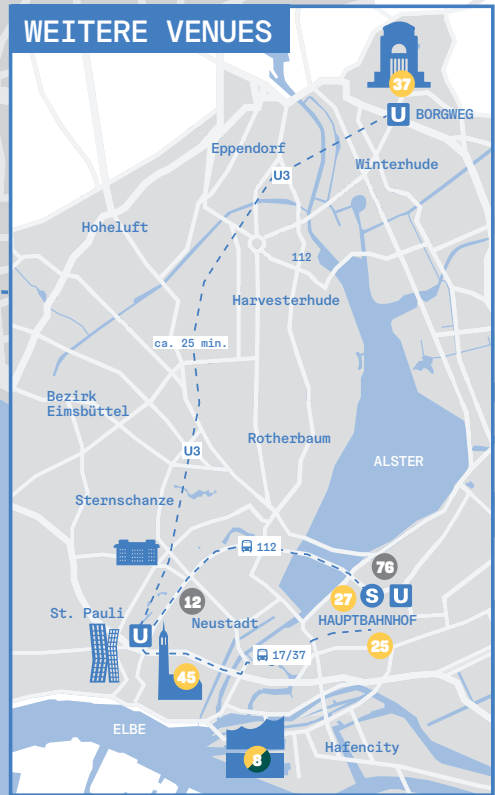 WEITERE VENUES
37
U BORGWEG
Eppendorf
Winterhude
U3
Hoheluft
112
Harvesterhude
ca. 25 min.
Bezirk
Eimsbüttel
Rotherbaum
U3
ALSTER
Sternschanze
112
76
12
27 S U
St. Pauli
Neustadt
HAUPTBAHNHOF
U
25
17/37
45
ELBE
Hafencity
8